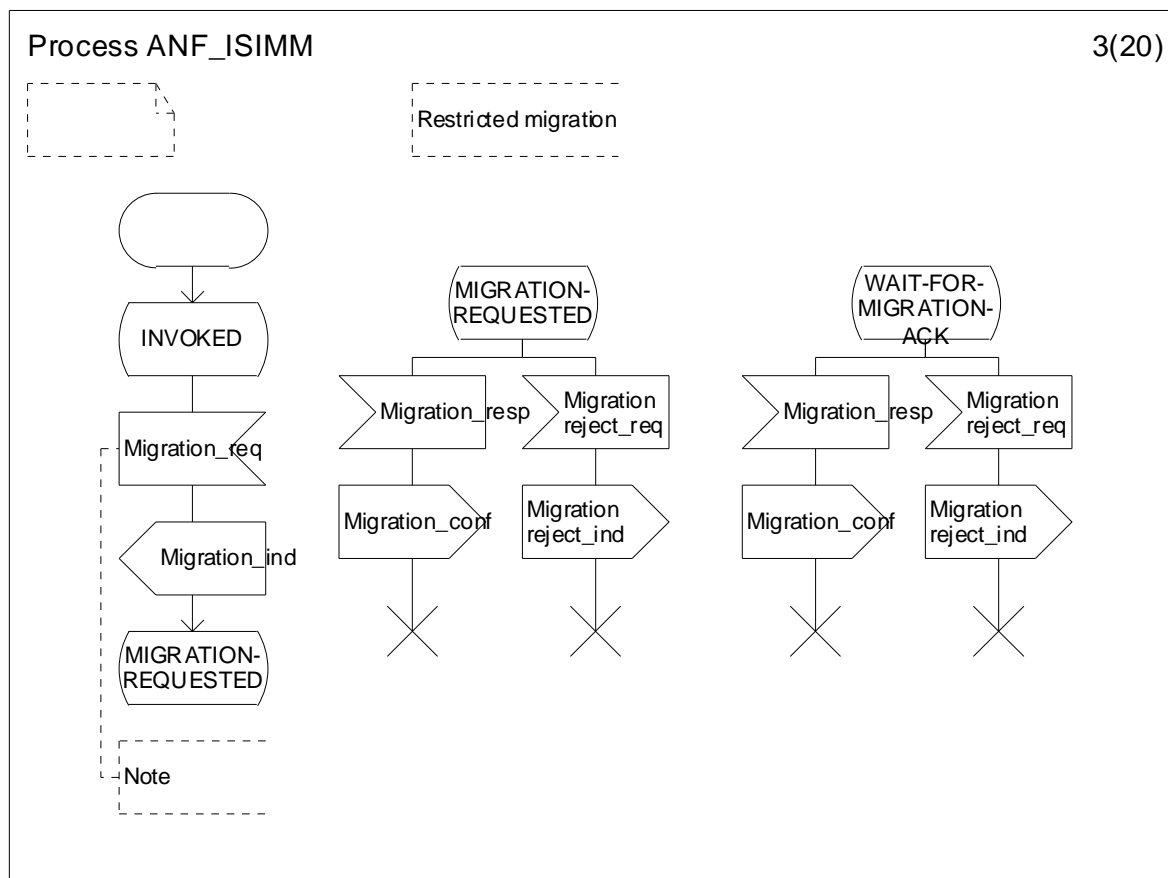 Process ANF_ISIMM
3(20)
Restricted migration
INVOKED
Migration_req
Migration_ind
MIGRATION-
REQUESTED
Note
MIGRATION-
REQUESTED
Migration_resp
Migration
reject_req
Migration_conf
Migration
reject_ind
WAIT-FOR-
MIGRATION-
ACK
Migration_resp
Migration
reject_req
Migration_conf
Migration
reject_ind